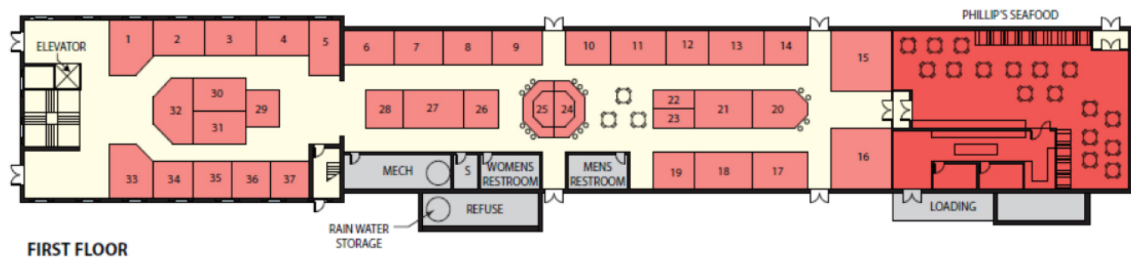 PHILLIP'S SEAFOOD
ELEVATOR
1 2 3 4 5 6 7 8 9 10 11 12 13 14
15
32 30 29 28 27 26 25 24 22 21 20
31 23
33 34 35 36 37
MECH S WOMENS RESTROOM
MENS RESTROOM
19 18 17
16
REFUSE
LOADING
RAIN WATER
STORAGE
FIRST FLOOR